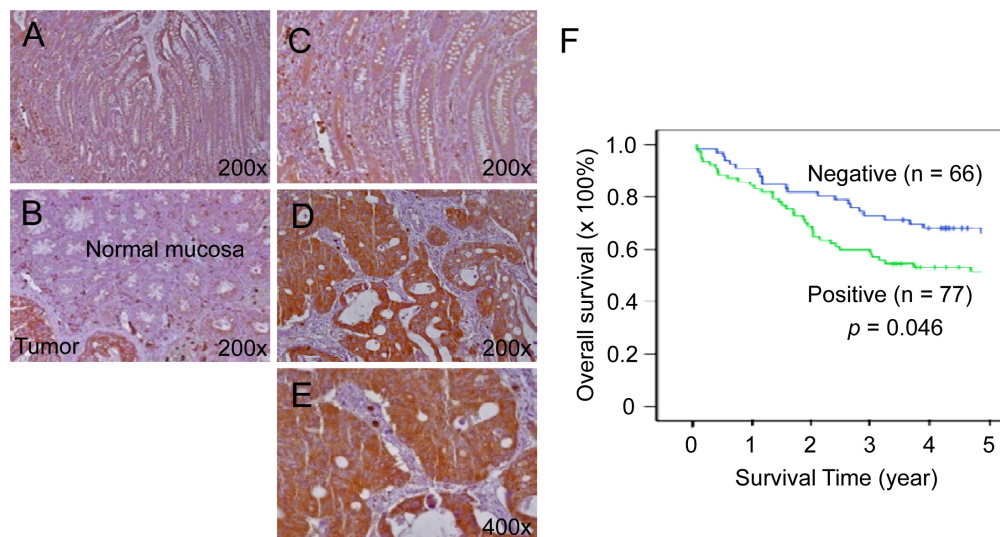 A
200x
B
Normal mucosa
Tumor
200x
C
200x
D
200x
E
400x
F
Overall survival (x 100%)
1.0
0.8
0.6
0.4
0.2
0
Negative (n = 66)
Positive (n = 77)
p = 0.046
0 1 2 3 4 5
Survival Time (year)